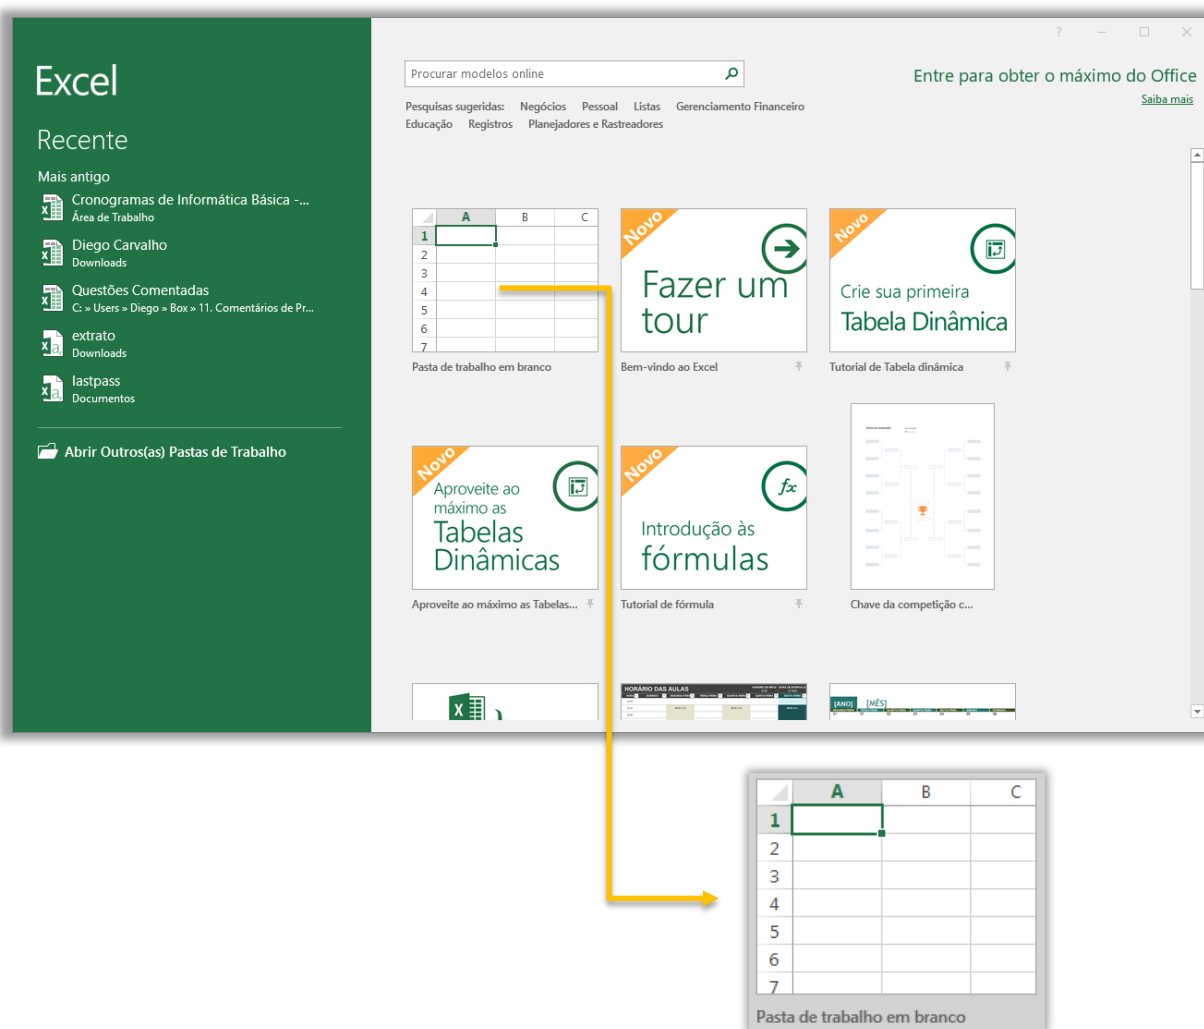 Excel
Recente
Mais antigo
Cronogramas de Informática Básica -...
Área de Trabalho
Diego Carvalho
Downloads
Questões Comentadas
C: » Users » Diego » Box » 11. Comentários de Pr...
extrato
Downloads
lastpass
Documentos
Abrir Outros(as) Pastas de Trabalho
?
Procurar modelos online
Entre para obter o máximo do Office
Saiba mais
Pesquisas sugeridas: Negócios Pessoal Listas Gerenciamento Financeiro
Educação Registros Planejadores e Rastreadores
A B C
1
2
3
4
5
6
7
Pasta de trabalho em branco
Novo
Fazer um
tour
Bem-vindo ao Excel
Novo
Crie sua primeira
Tabela Dinâmica
Tutorial de Tabela dinâmica
Novo
Aproveite ao
máximo as
Tabelas
Dinâmicas
Aproveite ao máximo as Tabelas...
Novo
fx
Introdução às
fórmulas
Tutorial de fórmula
Chave da competição c...
X
HORÁRIO DAS AULAS
[ANO] [MÊS]
A B C
1
2
3
4
5
6
7
Pasta de trabalho em branco